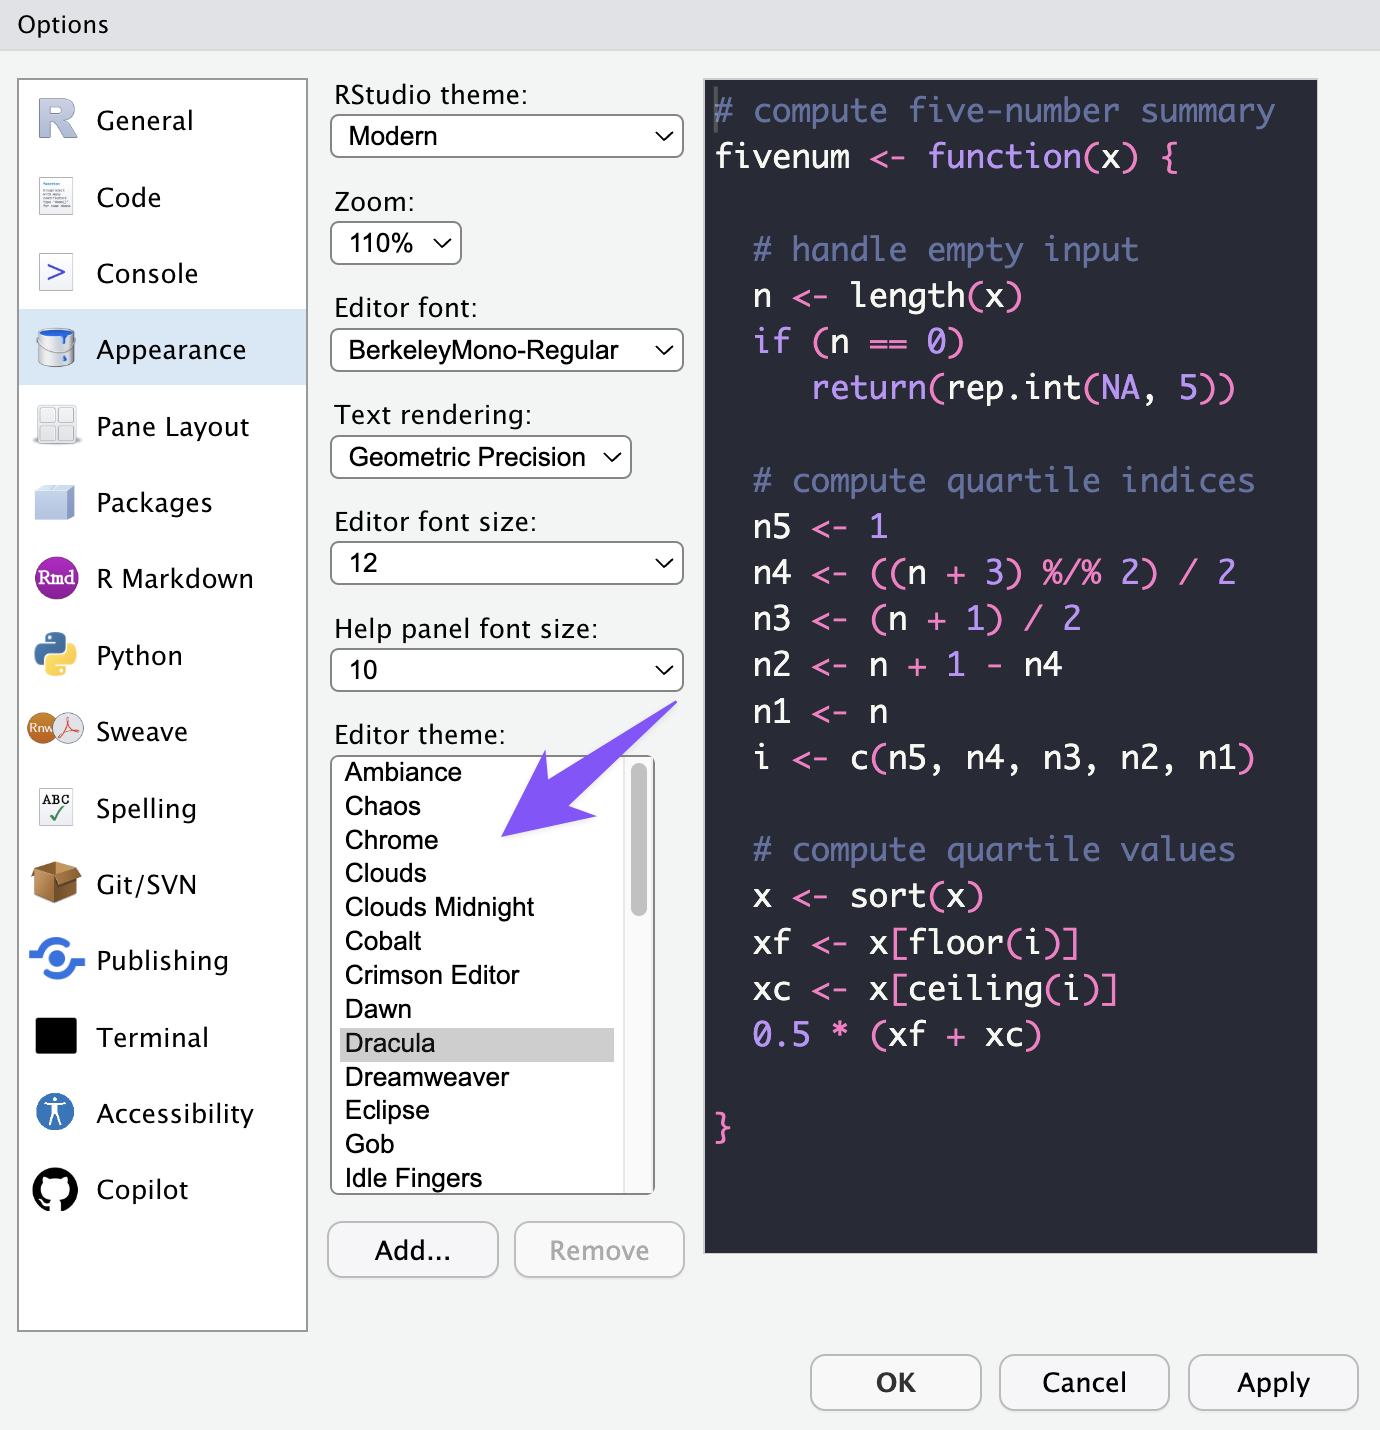 Options
General
Code
Console
Appearance
Pane Layout
Packages
Rmd R Markdown
Python
Rnw Sweave
ABC Spelling
Git/SVN
Publishing
Terminal
Accessibility
Copilot
RStudio theme:
Modern
Zoom:
110%
Editor font:
BerkeleyMono-Regular
Text rendering:
Geometric Precision
Editor font size:
12
Help panel font size:
10
Editor theme:
Ambiance
Chaos
Chrome
Clouds
Clouds Midnight
Cobalt
Crimson Editor
Dawn
Dracula
Dreamweaver
Eclipse
Gob
Idle Fingers
Add...
Remove
# compute five-number summary
fivenum <- function(x) {
  # handle empty input
  n <- length(x)
  if (n == 0)
     return(rep.int(NA, 5))
  # compute quartile indices
  n5 <- 1
  n4 <- ((n + 3) %/% 2) / 2
  n3 <- (n + 1) / 2
  n2 <- n + 1 - n4
  n1 <- n
  i <- c(n5, n4, n3, n2, n1)
  # compute quartile values
  x <- sort(x)
  xf <- x[floor(i)]
  xc <- x[ceiling(i)]
  0.5 * (xf + xc)
}
OK
Cancel
Apply